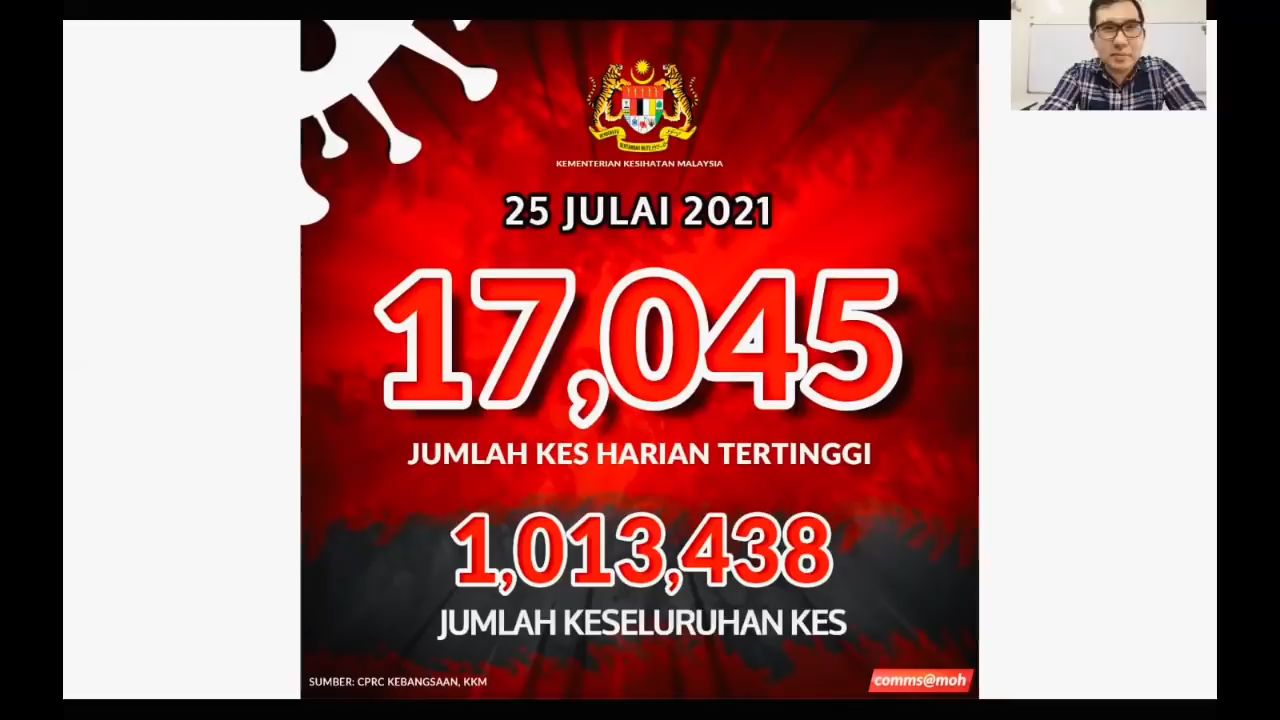 KEMENTERIAN KESIHATAN MALAYSIA
25 JULAI 2021
17,045
JUMLAH KES HARIAN TERTINGGI
1,013,438
JUMLAH KESELURUHAN KES
SUMBER: CPRC KEBANGSAAN, KKM
comms@moh